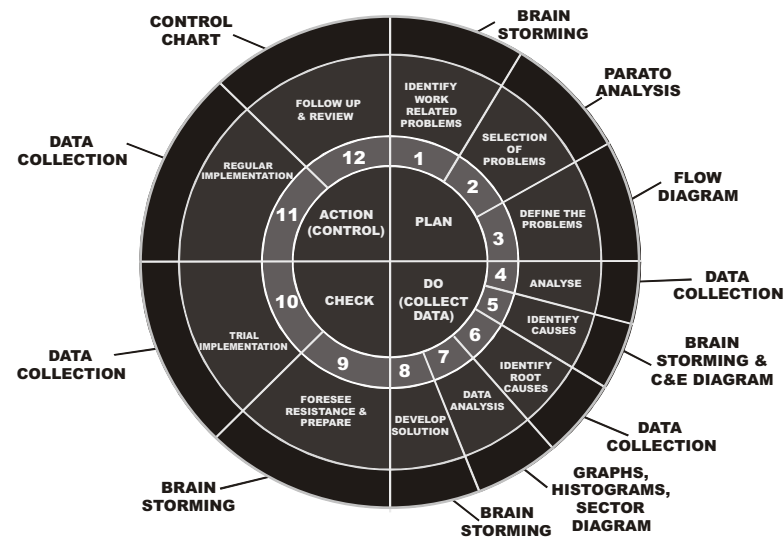 CONTROL
CHART
BRAIN
STORMING
PARATO
ANALYSIS
FLOW
DIAGRAM
DATA
COLLECTION
BRAIN
STORMING &
C&E DIAGRAM
DATA
COLLECTION
GRAPHS,
HISTOGRAMS,
SECTOR
DIAGRAM
BRAIN
STORMING
BRAIN
STORMING
DATA
COLLECTION
DATA
COLLECTION
IDENTIFY
WORK
RELATED
PROBLEMS
1
SELECTION
OF
PROBLEMS
2
DEFINE THE
PROBLEMS
3
ANALYSE
4
IDENTIFY
CAUSES
5
IDENTIFY
ROOT
CAUSES
6
DATA
ANALYSIS
7
DEVELOP
SOLUTION
8
FORESEE
RESISTANCE &
PREPARE
9
TRIAL
IMPLEMENTATION
10
REGULAR
IMPLEMENTATION
11
FOLLOW UP
& REVIEW
12
PLAN
DO
(COLLECT
DATA)
CHECK
ACTION
(CONTROL)